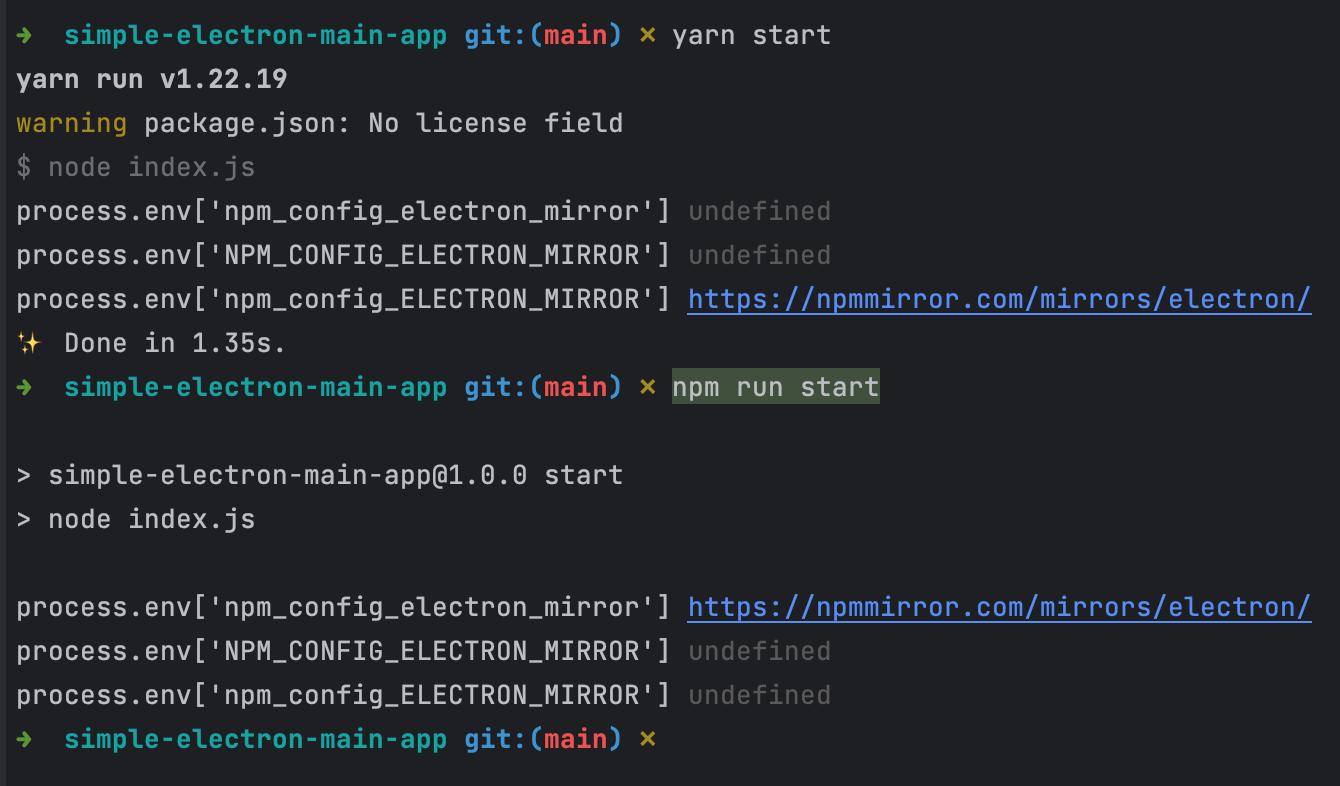 ➜  simple-electron-main-app git:(main) ✗ yarn start
yarn run v1.22.19
warning package.json: No license field
$ node index.js
process.env['npm_config_electron_mirror'] undefined
process.env['NPM_CONFIG_ELECTRON_MIRROR'] undefined
process.env['npm_config_ELECTRON_MIRROR'] https://npmmirror.com/mirrors/electron/
✨  Done in 1.35s.
➜  simple-electron-main-app git:(main) ✗ npm run start
> simple-electron-main-app@1.0.0 start
> node index.js
process.env['npm_config_electron_mirror'] https://npmmirror.com/mirrors/electron/
process.env['NPM_CONFIG_ELECTRON_MIRROR'] undefined
process.env['npm_config_ELECTRON_MIRROR'] undefined
➜  simple-electron-main-app git:(main) ✗